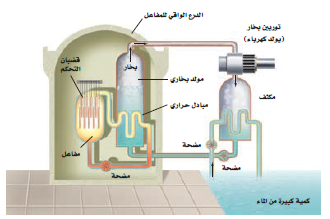 الدرع الواقي للمفاعل
توربين بخار
(يولد كهرباء)
قضبان
التحكم
بخار
مولد بخاري
مبادل حراري
مكثف
مفاعل
مضخة
مضخة
مضخة
كمية كبيرة من الماء